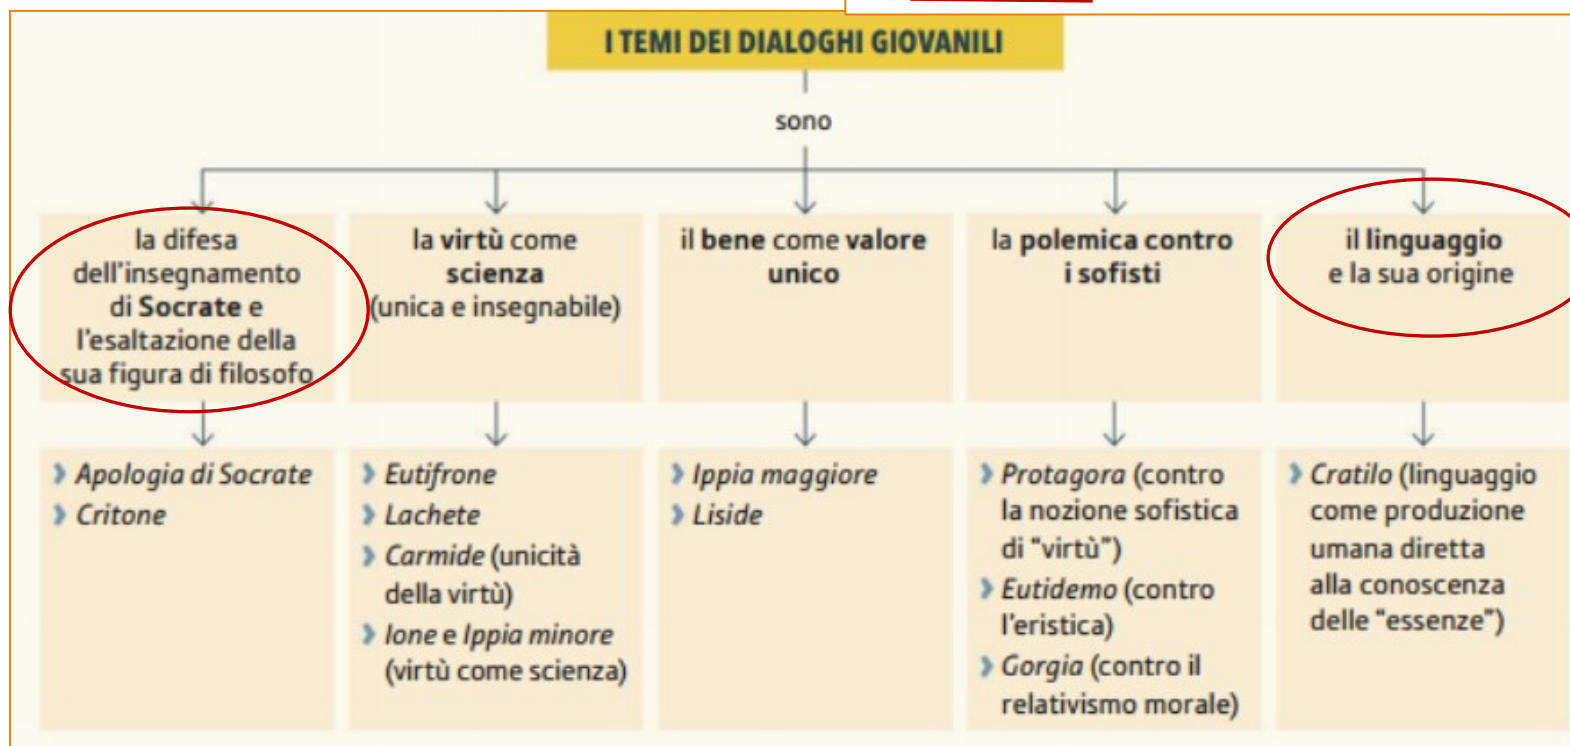 I TEMI DEI DIALOGHI GIOVANILI
sono
la difesa
dell'insegnamento
di Socrate e
l'esaltazione della
sua figura di filosofo
la virtù come
scienza
(unica e insegnabile)
il bene come valore
unico
la polemica contro
i sofisti
il linguaggio
e la sua origine
Apologia di Socrate
Critone
Eutifrone
Lachete
Carmide (unicità
della virtù)
Ione e Ippia minore
(virtù come scienza)
Ippia maggiore
Liside
Protagora (contro
la nozione sofistica
di "virtù")
Eutidemo (contro
l'eristica)
Gorgia (contro il
relativismo morale)
Cratilo (linguaggio
come produzione
umana diretta
alla conoscenza
delle "essenze")